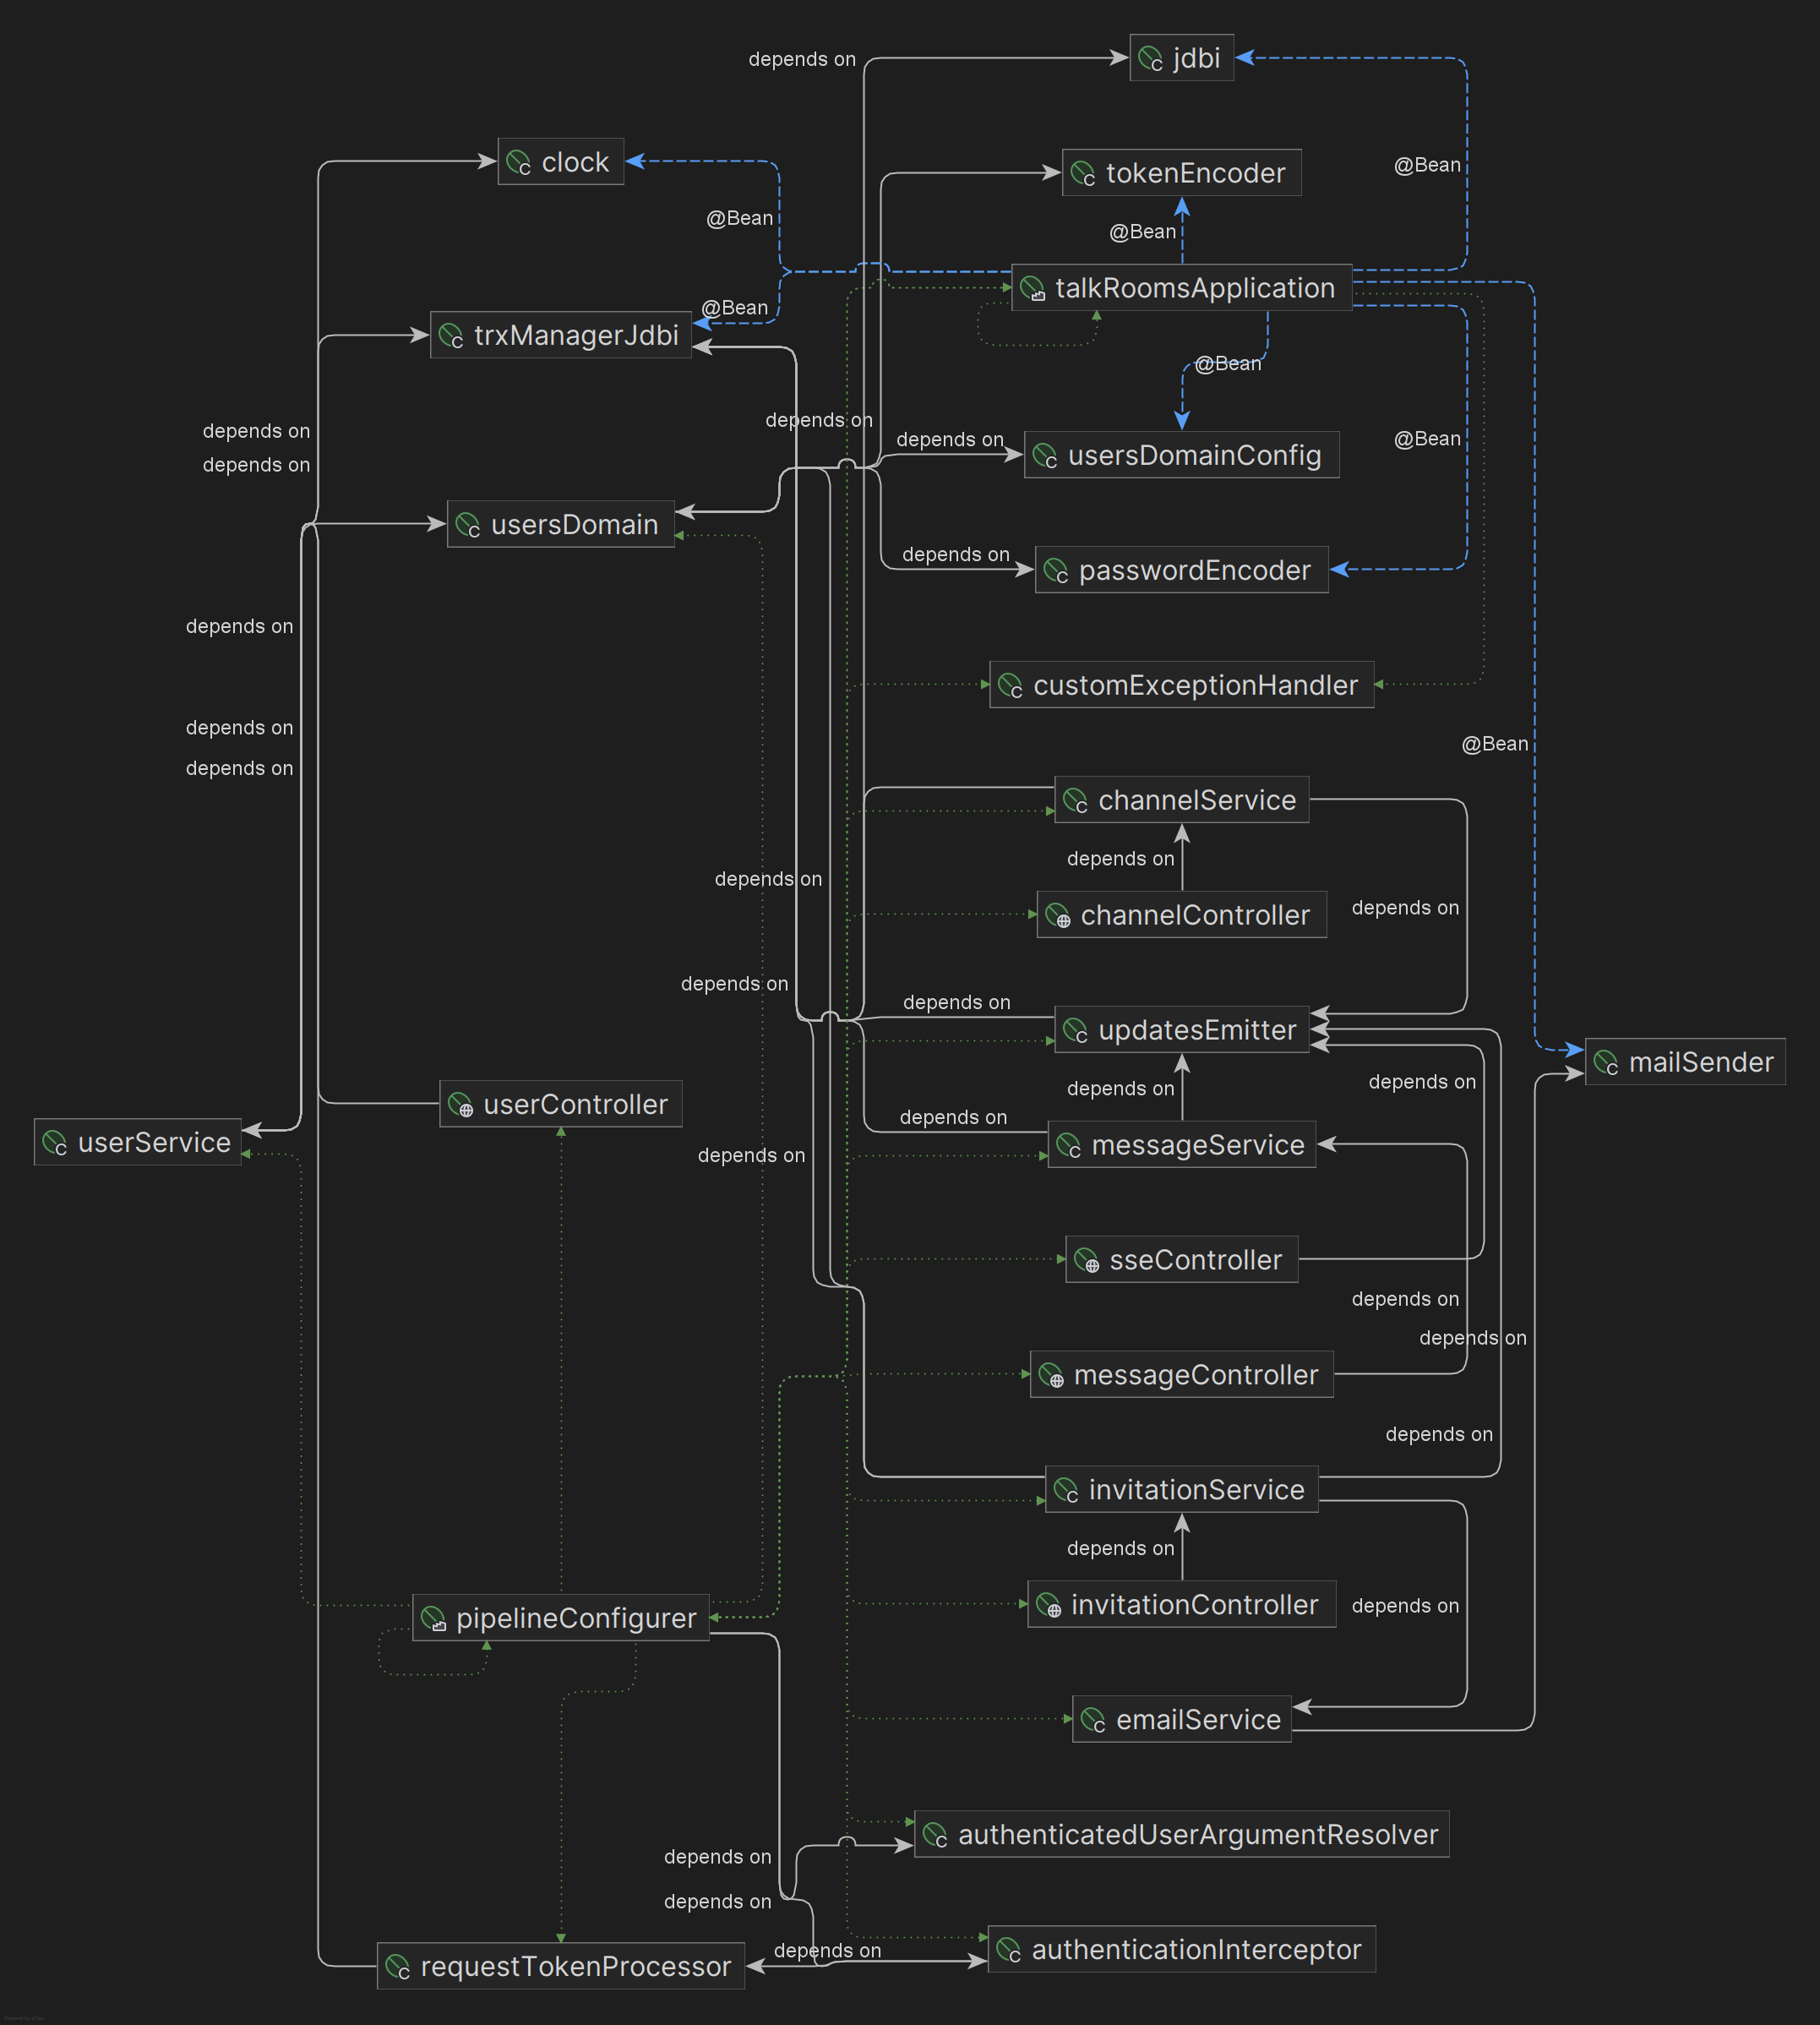 depends on
jdbi
clock
tokenEncoder
@Bean
@Bean
@Bean
talkRoomsApplication
@Bean
trxManagerJdbi
@Bean
depends on
depends on
depends on
usersDomainConfig
@Bean
depends on
depends on
usersDomain
depends on
passwordEncoder
depends on
customExceptionHandler
depends on
@Bean
depends on
channelService
depends on
depends on
channelController
depends on
depends on
depends on
updatesEmitter
mailSender
depends on
depends on
userController
depends on
userService
messageService
depends on
sseController
depends on
depends on
messageController
depends on
invitationService
depends on
invitationController
depends on
pipelineConfigurer
emailService
authenticatedUserArgumentResolver
depends on
depends on
depends on
authenticationInterceptor
requestTokenProcessor